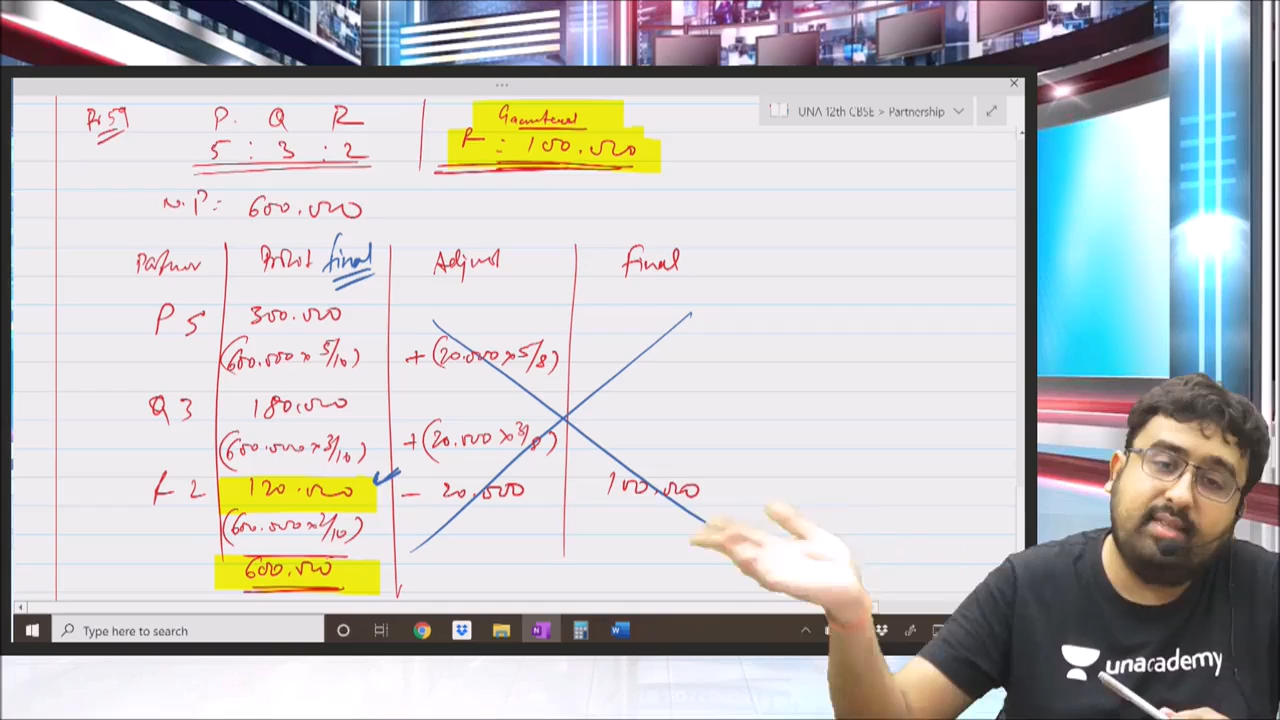 UNA 12th CBSE > Partnership
P. Q R
5 : 3 : 2
Guaranteed
R : 100,000
N.P = 600,000
Partner Profit final Adjust final
P 5 300,000
(600,000 x 5/10) + (20,000 x 5/8)
Q 3 180,000
(600,000 x 3/10) + (20,000 x 3/8)
R 2 120,000 - 20,000 100,000
(600,000 x 2/10)
600,000
Type here to search
unacademy